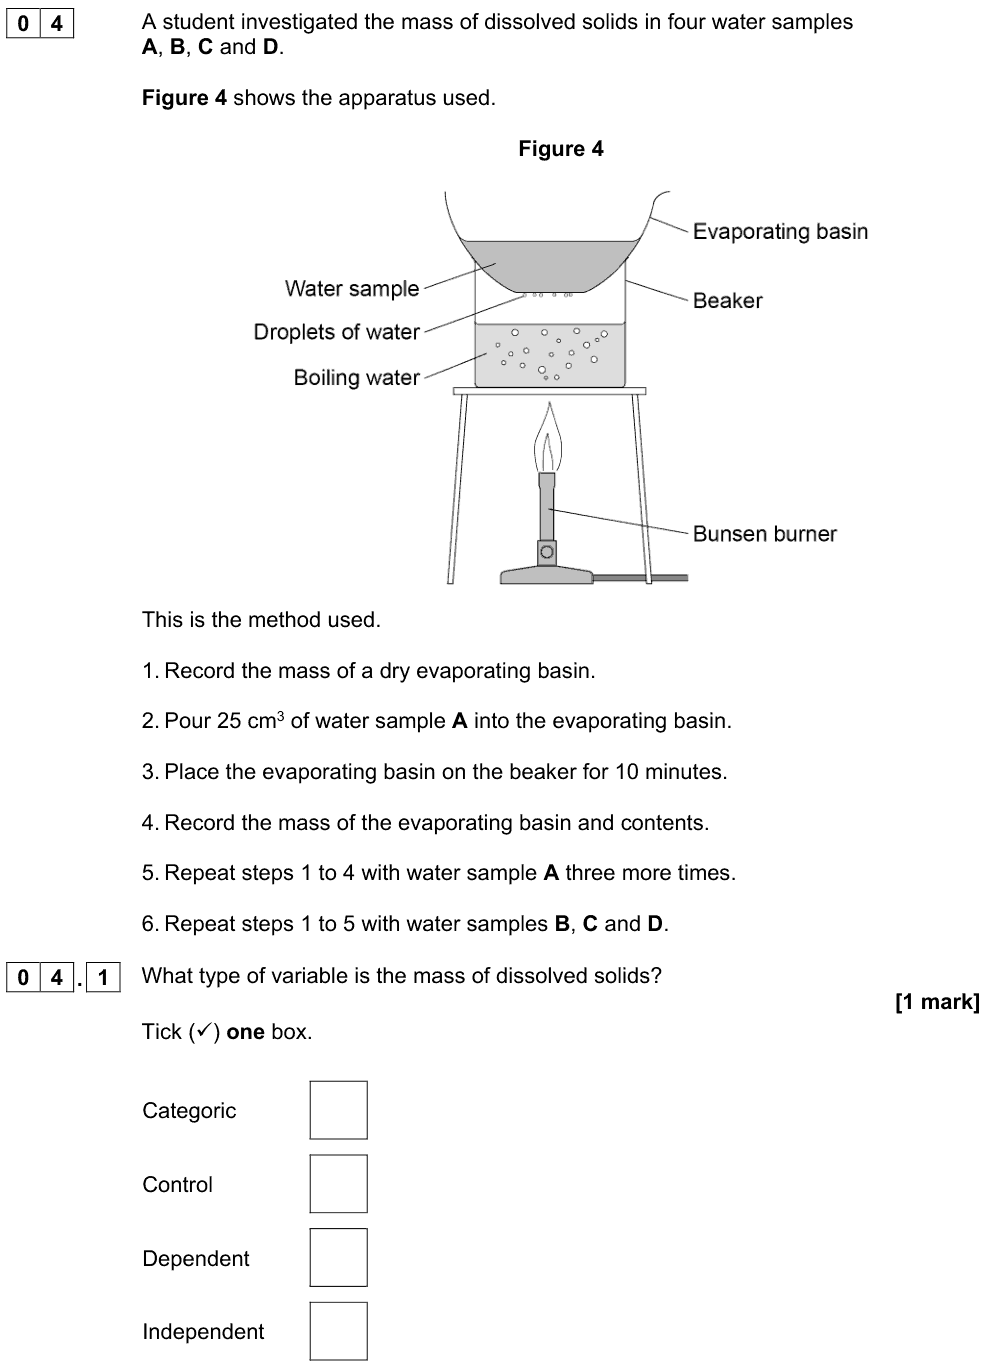 0 4 A student investigated the mass of dissolved solids in four water samples
A, B, C and D.
Figure 4 shows the apparatus used.
Figure 4
Evaporating basin
Water sample
Beaker
Droplets of water
Boiling water
Bunsen burner
This is the method used.
1. Record the mass of a dry evaporating basin.
2. Pour 25 cm³ of water sample A into the evaporating basin.
3. Place the evaporating basin on the beaker for 10 minutes.
4. Record the mass of the evaporating basin and contents.
5. Repeat steps 1 to 4 with water sample A three more times.
6. Repeat steps 1 to 5 with water samples B, C and D.
0 4 . 1 What type of variable is the mass of dissolved solids?
[1 mark]
Tick (✓) one box.
Categoric
Control
Dependent
Independent